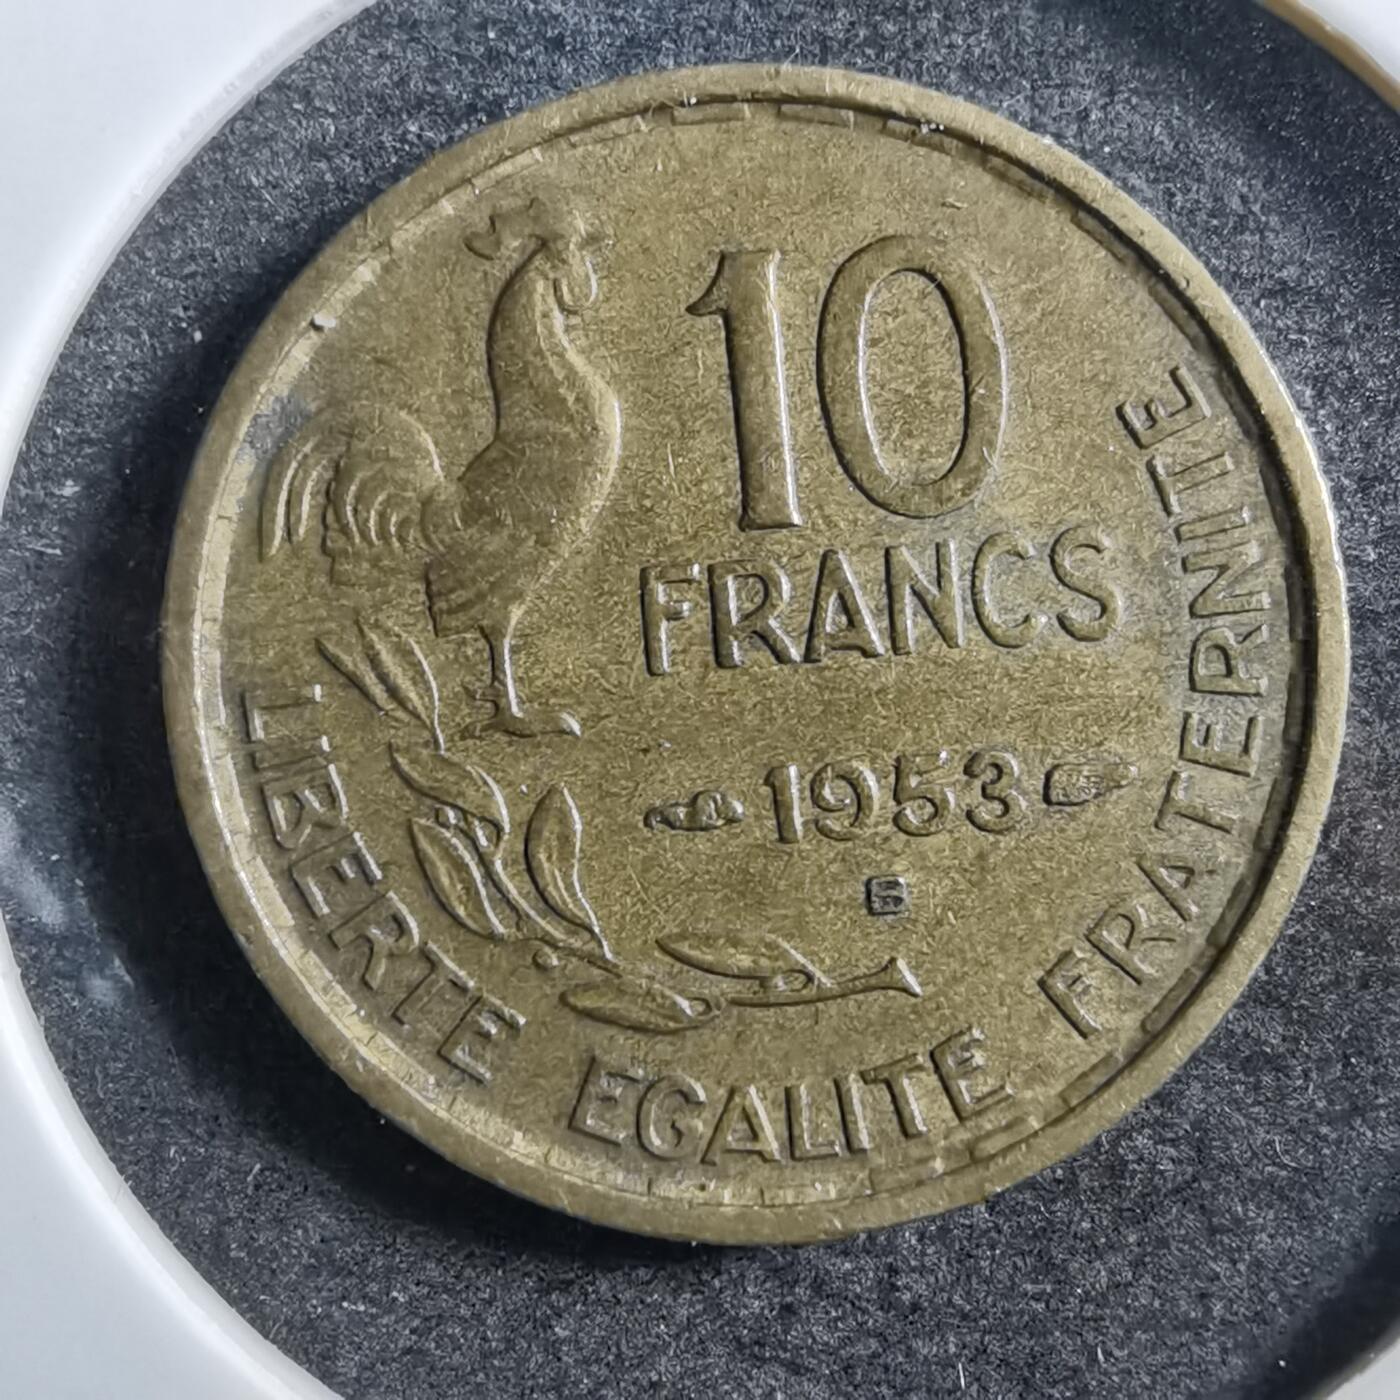 10
FRANCS
1953
B
LIBERTE EGALITE FRATERNITE